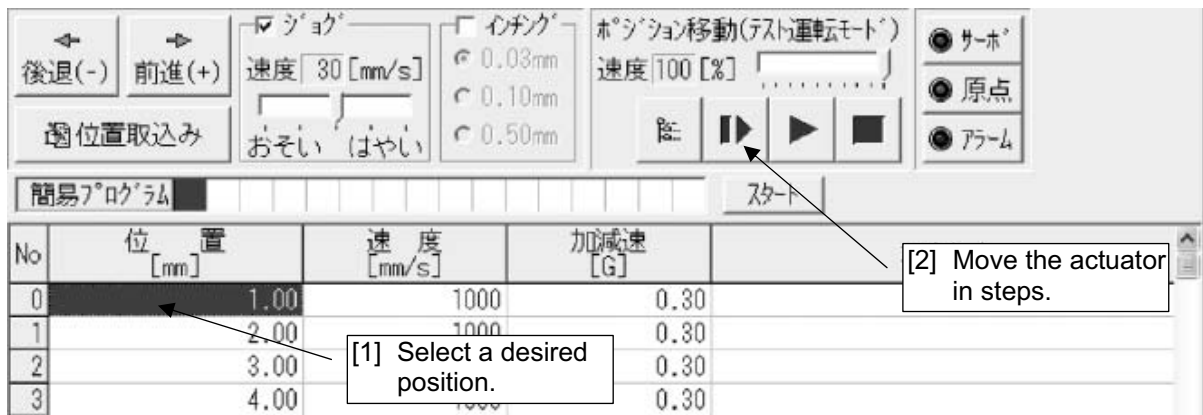 後退(-)
前進(+)
位置取込み
ジョグ
速度 30 [mm/s]
おそい はやい
インチング
0.03mm
0.10mm
0.50mm
ポジション移動(テスト運転モード)
速度 100 [%]
サーボ
原点
アラーム
簡易プログラム
スタート
No 位 置 [mm] 速 度 [mm/s] 加減速 [G]
0 1.00 1000 0.30
1 2.00 1000 0.30
2 3.00 0.30
3 4.00 0.30
[1] Select a desired
position.
[2] Move the actuator
in steps.